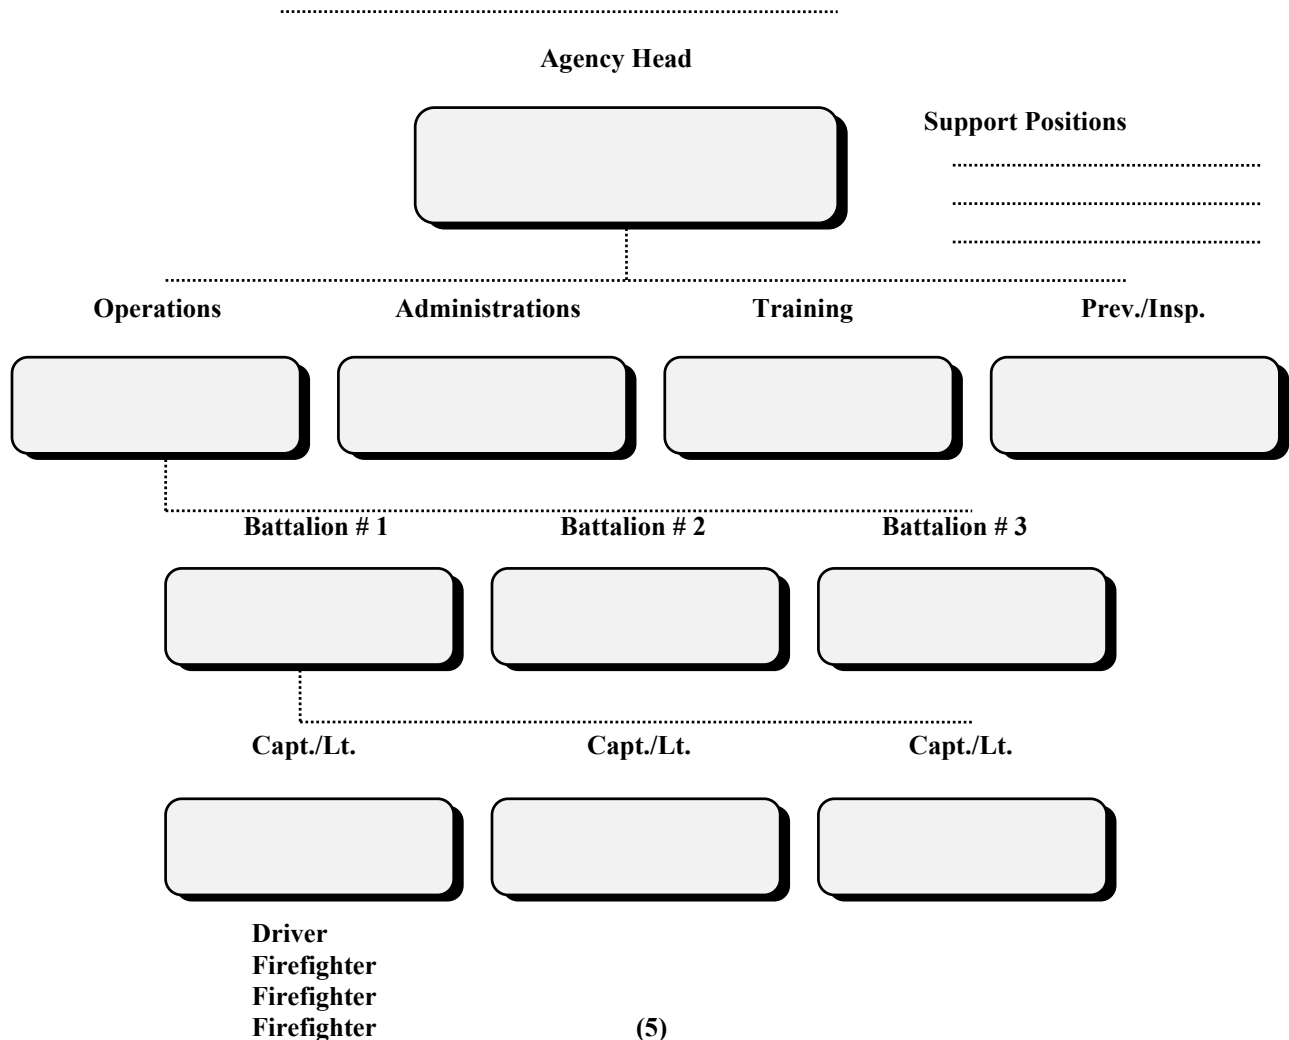 Agency Head
Support Positions
Operations Administrations Training Prev./Insp.
Battalion # 1 Battalion # 2 Battalion # 3
Capt./Lt. Capt./Lt. Capt./Lt.
Driver
Firefighter
Firefighter
Firefighter (5)